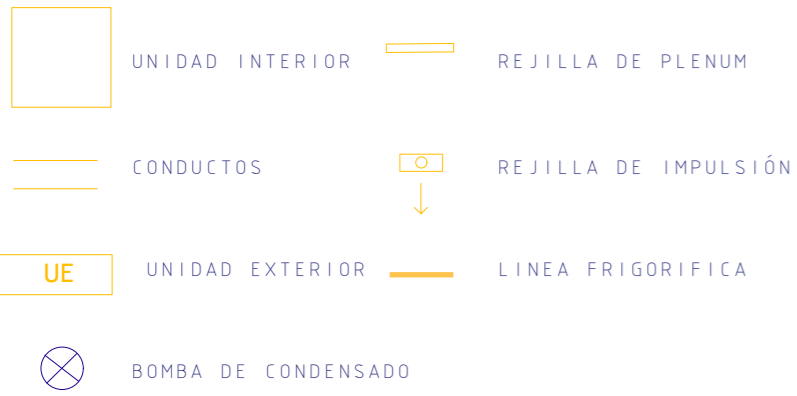 UNIDAD INTERIOR
REJILLA DE PLENUM
CONDUCTOS
REJILLA DE IMPULSIÓN
UE
UNIDAD EXTERIOR
LINEA FRIGORIFICA
BOMBA DE CONDENSADO